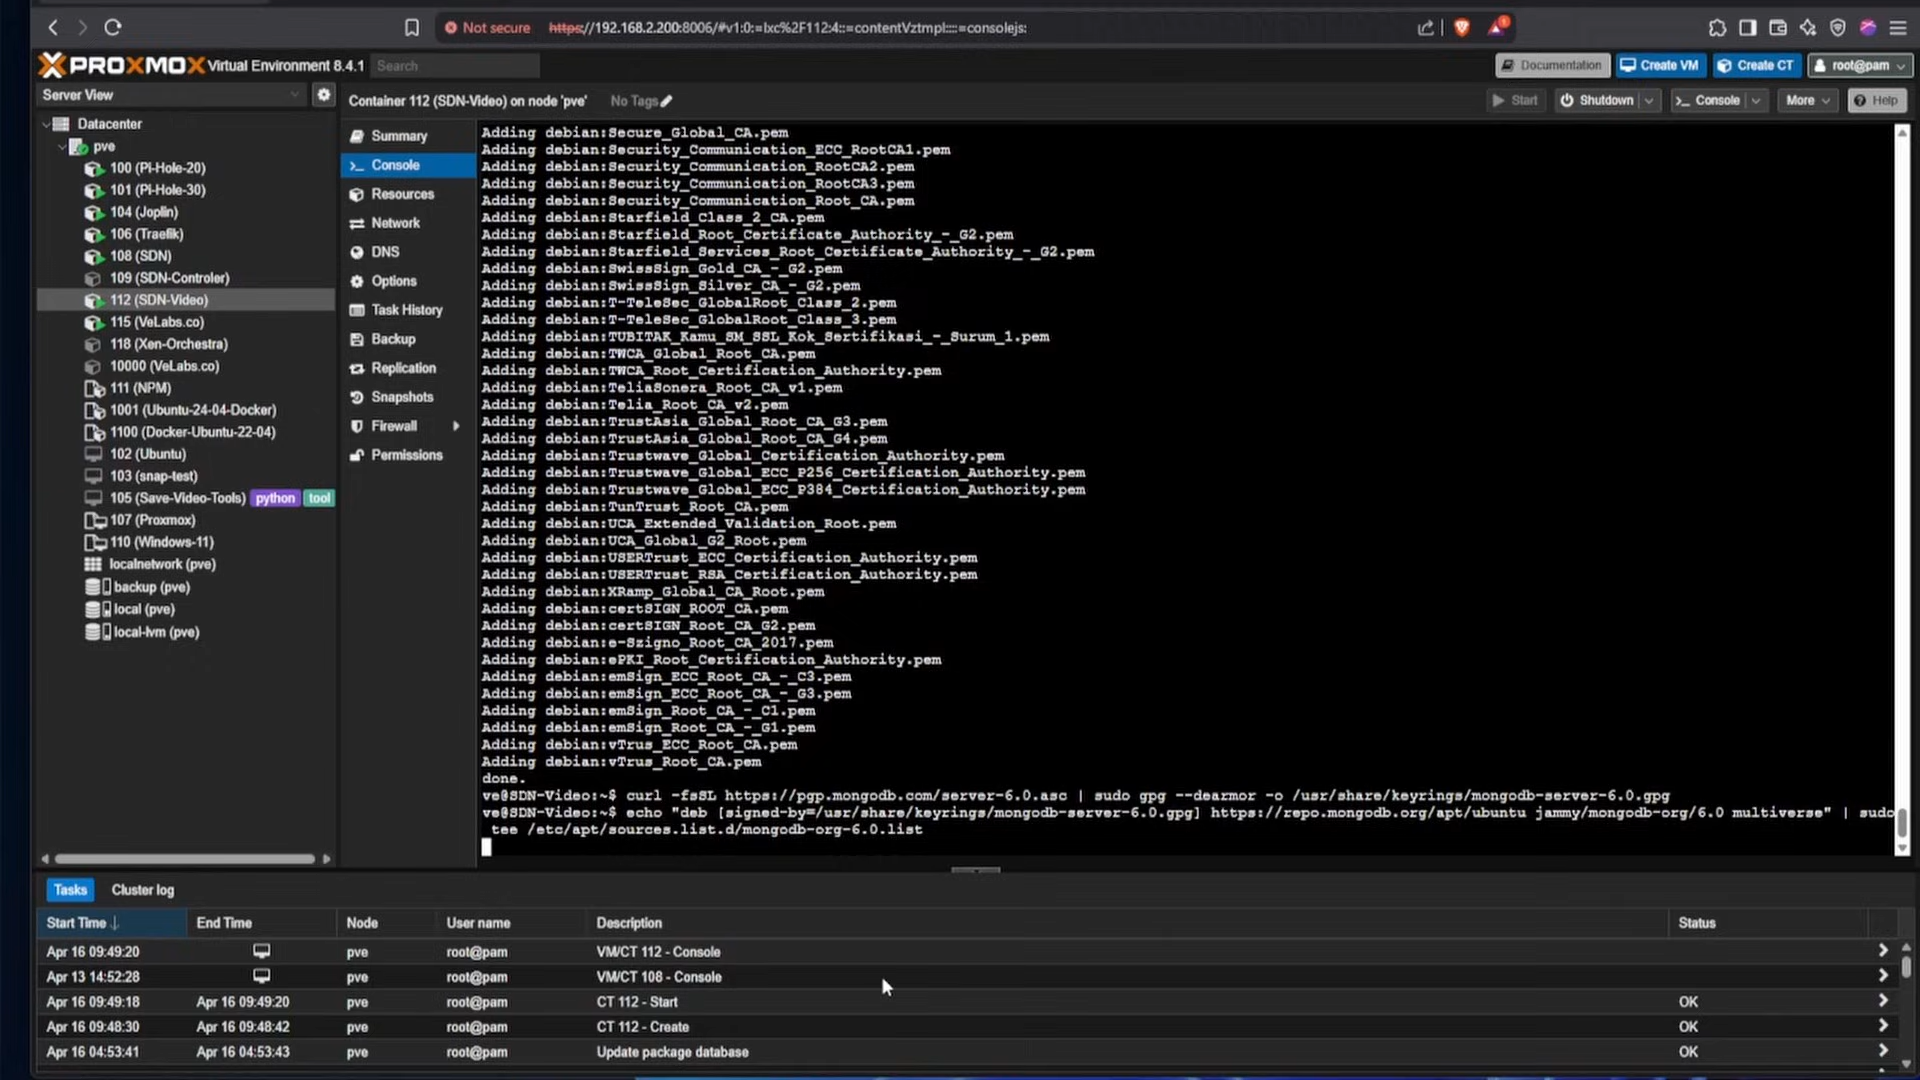 Not secure https://192.168.2.200:8006/#v1:0:=lxc%2F112:4::=contentVztmpl::::=consolejs:
1
PROXMOX Virtual Environment 8.4.1 Search Documentation Create VM Create CT root@pam
Server View
Container 112 (SDN-Video) on node 'pve' No Tags Start Shutdown Console More Help
Datacenter
pve
100 (Pi-Hole-20)
101 (Pi-Hole-30)
104 (Joplin)
106 (Traefik)
108 (SDN)
109 (SDN-Controler)
112 (SDN-Video)
115 (VeLabs.co)
118 (Xen-Orchestra)
10000 (VeLabs.co)
111 (NPM)
1001 (Ubuntu-24-04-Docker)
1100 (Docker-Ubuntu-22-04)
102 (Ubuntu)
103 (snap-test)
105 (Save-Video-Tools) python tool
107 (Proxmox)
110 (Windows-11)
localnetwork (pve)
backup (pve)
local (pve)
local-lvm (pve)
Summary
Console
Resources
Network
DNS
Options
Task History
Backup
Replication
Snapshots
Firewall
Permissions
Adding debian:Secure_Global_CA.pem
Adding debian:Security_Communication_ECC_RootCA1.pem
Adding debian:Security_Communication_RootCA2.pem
Adding debian:Security_Communication_RootCA3.pem
Adding debian:Security_Communication_Root_CA.pem
Adding debian:Starfield_Class_2_CA.pem
Adding debian:Starfield_Root_Certificate_Authority_-_G2.pem
Adding debian:Starfield_Services_Root_Certificate_Authority_-_G2.pem
Adding debian:SwissSign_Gold_CA_-_G2.pem
Adding debian:SwissSign_Silver_CA_-_G2.pem
Adding debian:T-TeleSec_GlobalRoot_Class_2.pem
Adding debian:T-TeleSec_GlobalRoot_Class_3.pem
Adding debian:TUBITAK_Kamu_SM_SSL_Kok_Sertifikasi_-_Surum_1.pem
Adding debian:TWCA_Global_Root_CA.pem
Adding debian:TWCA_Root_Certification_Authority.pem
Adding debian:TeliaSonera_Root_CA_v1.pem
Adding debian:Telia_Root_CA_v2.pem
Adding debian:TrustAsia_Global_Root_CA_G3.pem
Adding debian:TrustAsia_Global_Root_CA_G4.pem
Adding debian:Trustwave_Global_Certification_Authority.pem
Adding debian:Trustwave_Global_ECC_P256_Certification_Authority.pem
Adding debian:Trustwave_Global_ECC_P384_Certification_Authority.pem
Adding debian:TunTrust_Root_CA.pem
Adding debian:UCA_Extended_Validation_Root.pem
Adding debian:UCA_Global_G2_Root.pem
Adding debian:USERTrust_ECC_Certification_Authority.pem
Adding debian:USERTrust_RSA_Certification_Authority.pem
Adding debian:XRamp_Global_CA_Root.pem
Adding debian:certSIGN_ROOT_CA.pem
Adding debian:certSIGN_Root_CA_G2.pem
Adding debian:e-Szigno_Root_CA_2017.pem
Adding debian:ePKI_Root_Certification_Authority.pem
Adding debian:emSign_ECC_Root_CA_-_C3.pem
Adding debian:emSign_ECC_Root_CA_-_G3.pem
Adding debian:emSign_Root_CA_-_C1.pem
Adding debian:emSign_Root_CA_-_G1.pem
Adding debian:vTrus_ECC_Root_CA.pem
Adding debian:vTrus_Root_CA.pem
done.
ve@SDN-Video:~$ curl -fsSL https://pgp.mongodb.com/server-6.0.asc | sudo gpg --dearmor -o /usr/share/keyrings/mongodb-server-6.0.gpg
ve@SDN-Video:~$ echo "deb [signed-by=/usr/share/keyrings/mongodb-server-6.0.gpg] https://repo.mongodb.org/apt/ubuntu jammy/mongodb-org/6.0 multiverse" | sudo
tee /etc/apt/sources.list.d/mongodb-org-6.0.list
Tasks Cluster log
Start Time End Time Node User name Description Status
Apr 16 09:49:20 pve root@pam VM/CT 112 - Console
Apr 13 14:52:28 pve root@pam VM/CT 108 - Console
Apr 16 09:49:18 Apr 16 09:49:20 pve root@pam CT 112 - Start OK
Apr 16 09:48:30 Apr 16 09:48:42 pve root@pam CT 112 - Create OK
Apr 16 04:53:41 Apr 16 04:53:43 pve root@pam Update package database OK